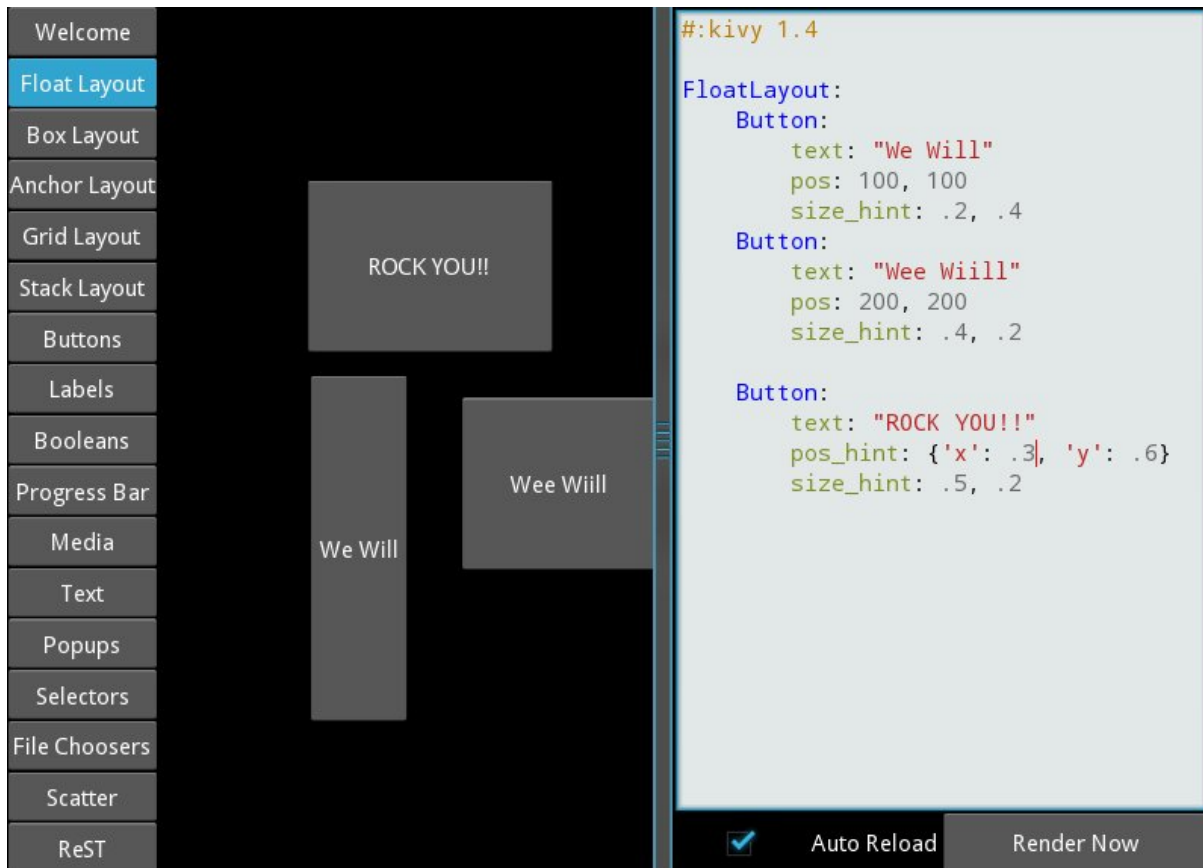 Welcome
Float Layout
Box Layout
Anchor Layout
Grid Layout
Stack Layout
Buttons
Labels
Booleans
Progress Bar
Media
Text
Popups
Selectors
File Choosers
Scatter
ReST
ROCK YOU!!
We Will
Wee Wiill
#:kivy 1.4
FloatLayout:
    Button:
        text: "We Will"
        pos: 100, 100
        size_hint: .2, .4
    Button:
        text: "Wee Wiill"
        pos: 200, 200
        size_hint: .4, .2
    Button:
        text: "ROCK YOU!!"
        pos_hint: {'x': .3, 'y': .6}
        size_hint: .5, .2
Auto Reload
Render Now